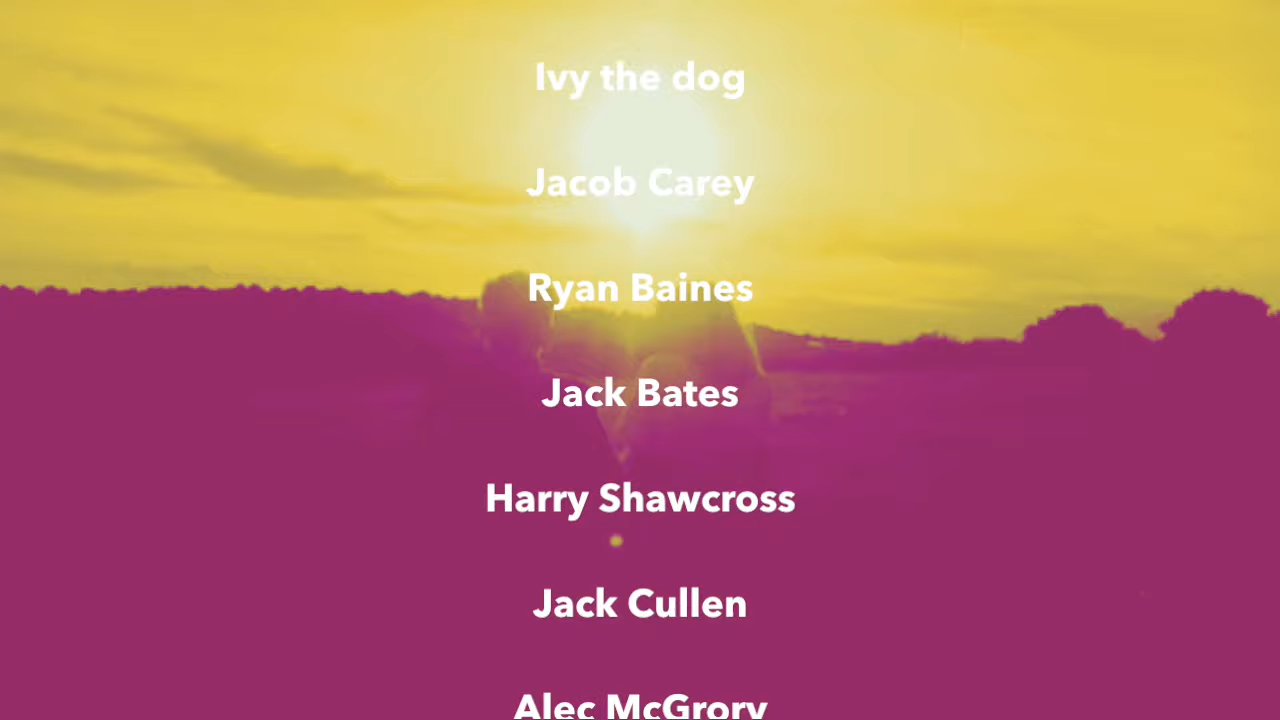 Ivy the dog
Jacob Carey
Ryan Baines
Jack Bates
Harry Shawcross
Jack Cullen
Alec McGrory